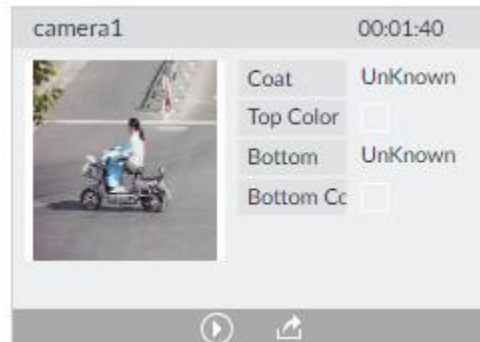 camera1 00:01:40
Coat UnKnown
Top Color
Bottom UnKnown
Bottom Cc